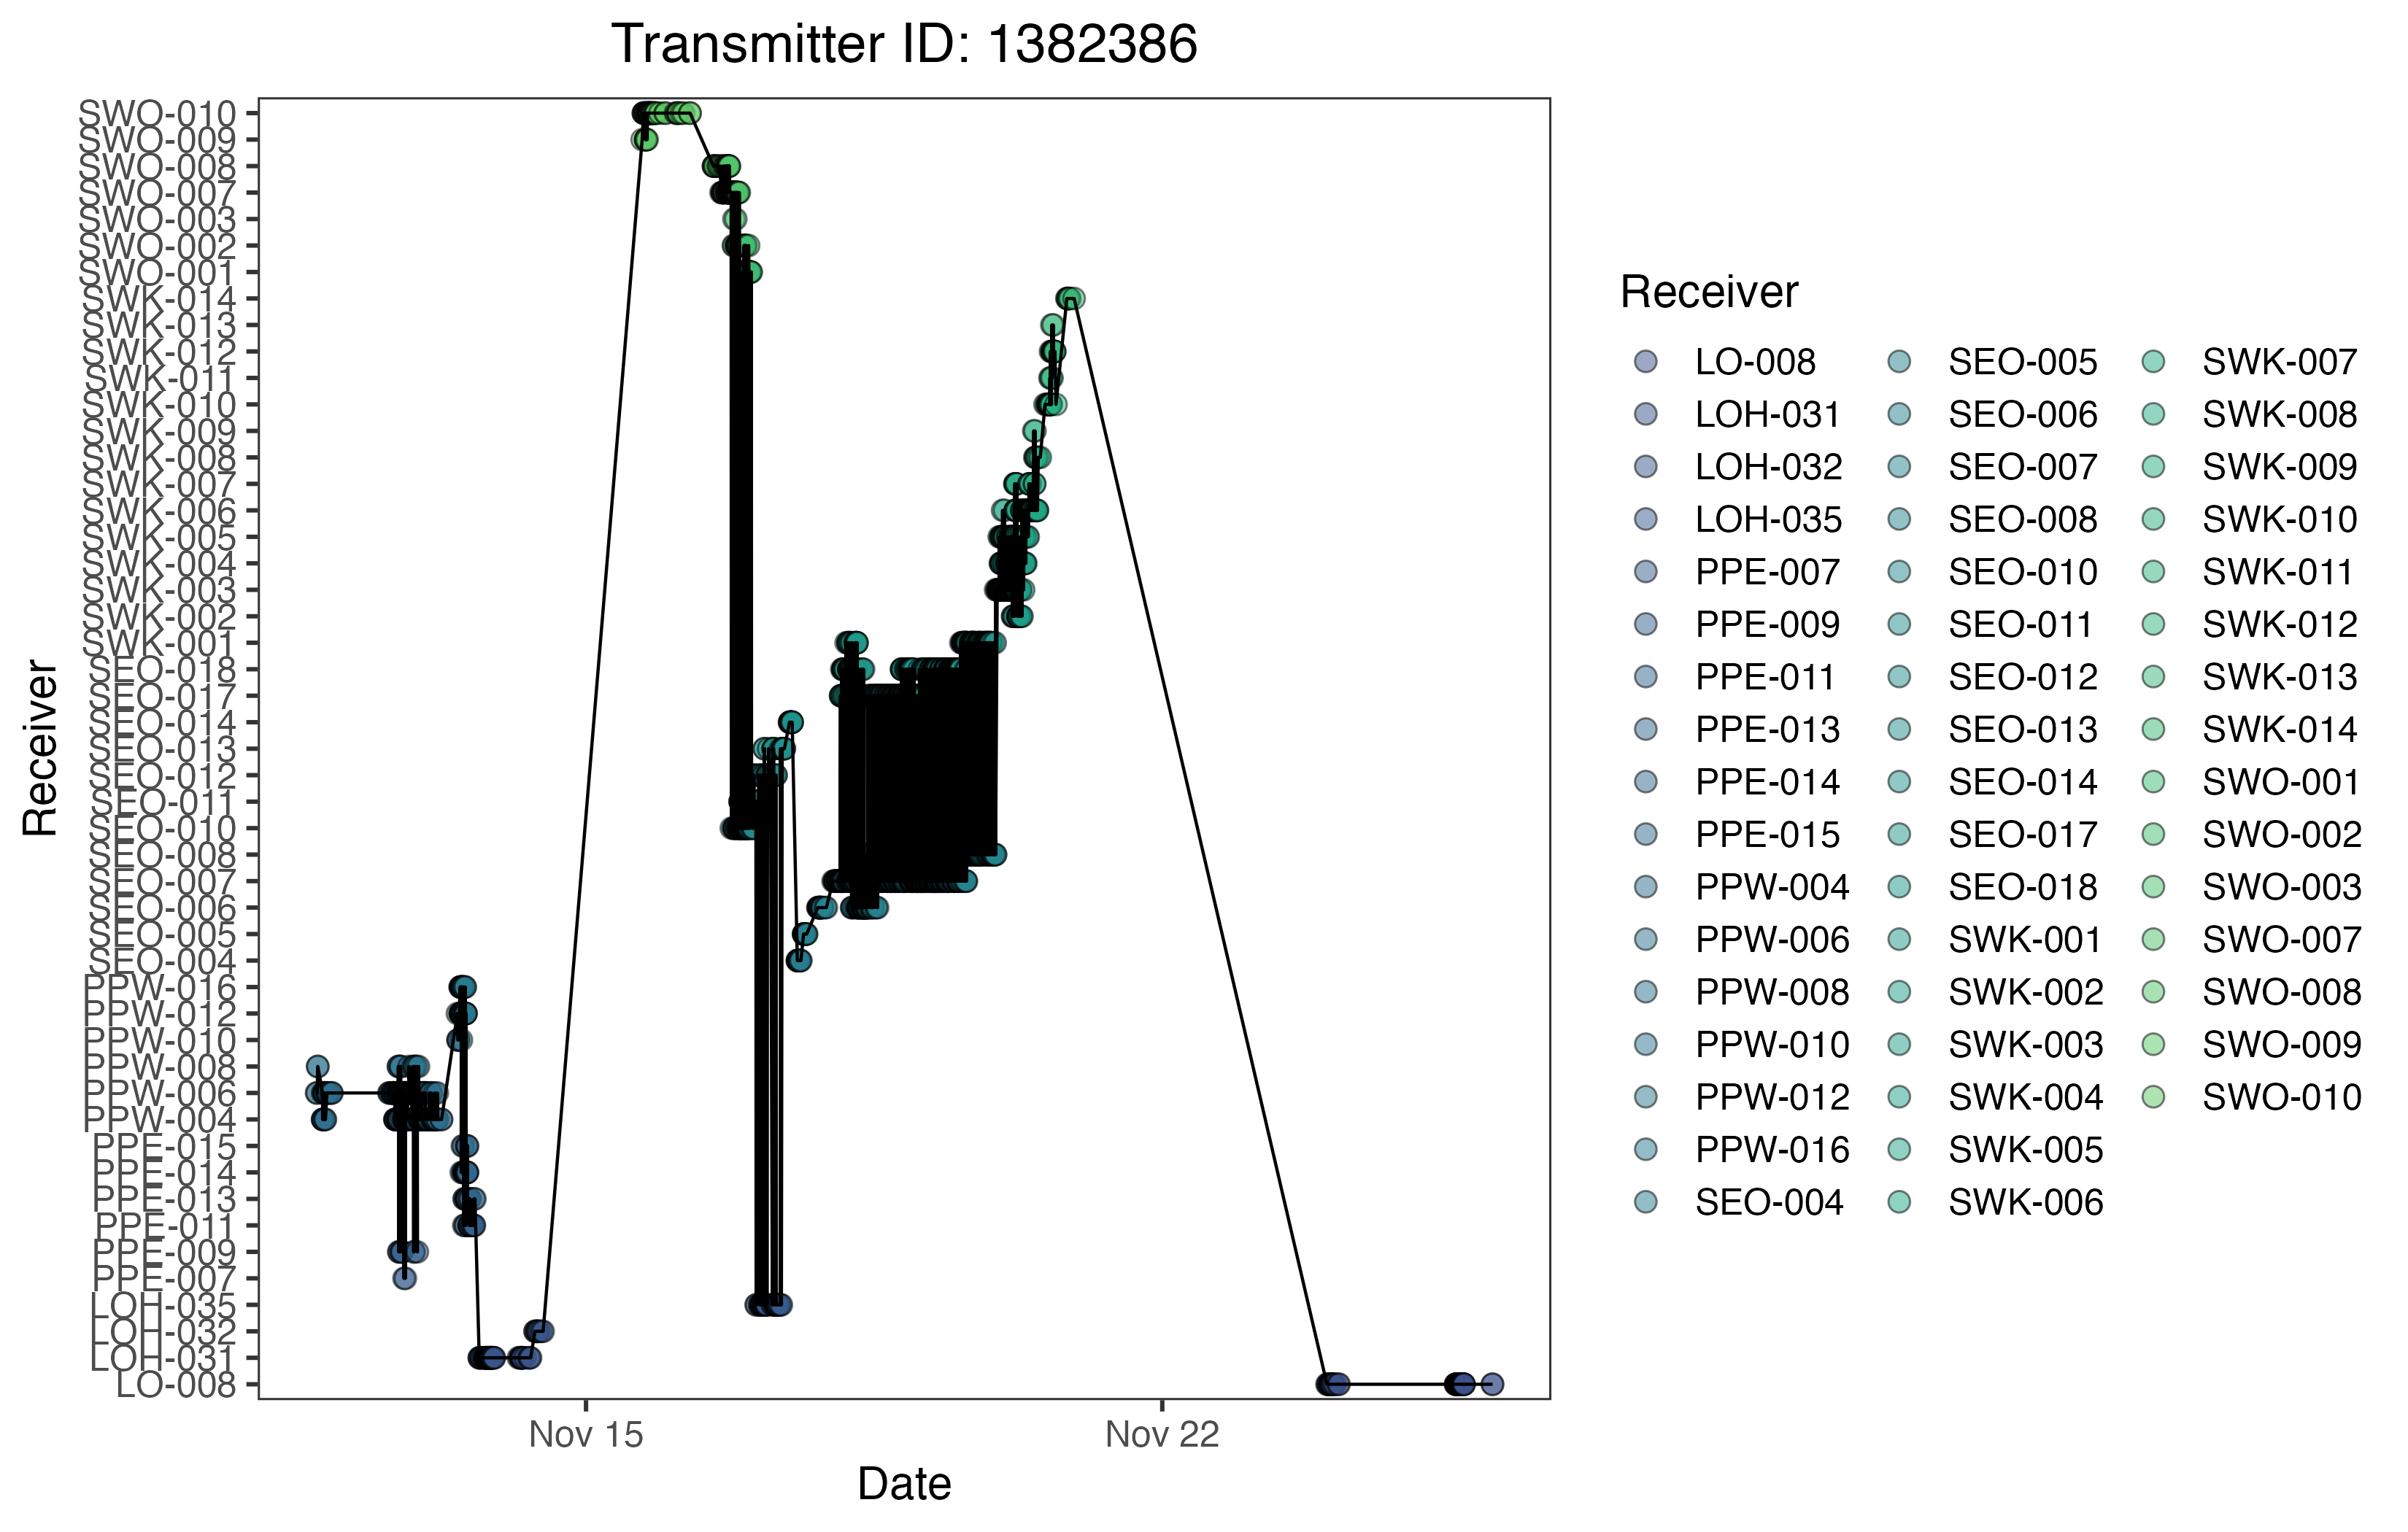 Transmitter ID: 1382386
Receiver
SWO-010
SWO-009
SWO-008
SWO-007
SWO-003
SWO-002
SWO-001
SWK-014
SWK-013
SWK-012
SWK-011
SWK-010
SWK-009
SWK-008
SWK-007
SWK-006
SWK-005
SWK-004
SWK-003
SWK-002
SWK-001
SEO-018
SEO-017
SEO-014
SEO-013
SEO-012
SEO-011
SEO-010
SEO-008
SEO-007
SEO-006
SEO-005
SEO-004
PPW-016
PPW-012
PPW-010
PPW-008
PPW-006
PPW-004
PPE-015
PPE-014
PPE-013
PPE-011
PPE-009
PPE-007
LOH-035
LOH-032
LOH-031
LO-008
Nov 15
Nov 22
Date
Receiver
LO-008
LOH-031
LOH-032
LOH-035
PPE-007
PPE-009
PPE-011
PPE-013
PPE-014
PPE-015
PPW-004
PPW-006
PPW-008
PPW-010
PPW-012
PPW-016
SEO-004
SEO-005
SEO-006
SEO-007
SEO-008
SEO-010
SEO-011
SEO-012
SEO-013
SEO-014
SEO-017
SEO-018
SWK-001
SWK-002
SWK-003
SWK-004
SWK-005
SWK-006
SWK-007
SWK-008
SWK-009
SWK-010
SWK-011
SWK-012
SWK-013
SWK-014
SWO-001
SWO-002
SWO-003
SWO-007
SWO-008
SWO-009
SWO-010